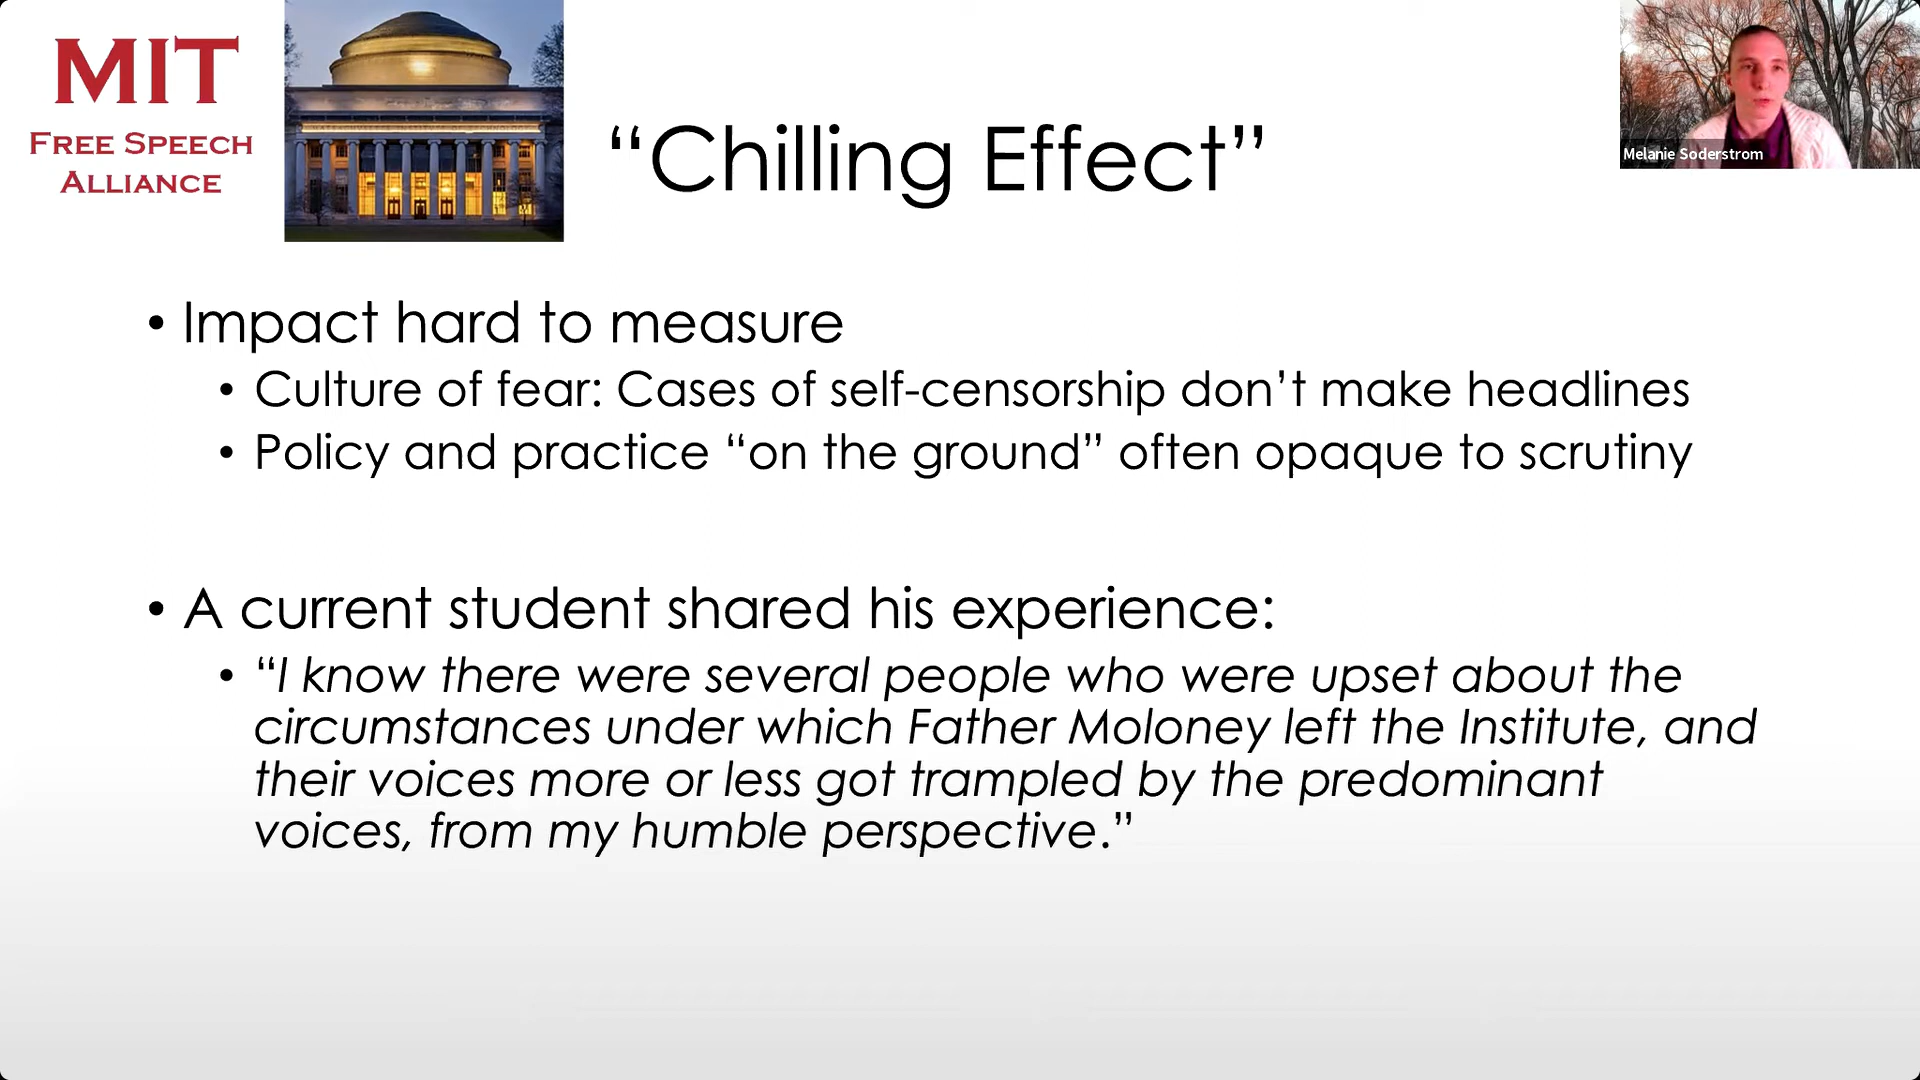 MIT
FREE SPEECH
ALLIANCE
“Chilling Effect”
Melanie Soderstrom
• Impact hard to measure
• Culture of fear: Cases of self-censorship don’t make headlines
• Policy and practice “on the ground” often opaque to scrutiny
• A current student shared his experience:
• “I know there were several people who were upset about the
circumstances under which Father Moloney left the Institute, and
their voices more or less got trampled by the predominant
voices, from my humble perspective.”